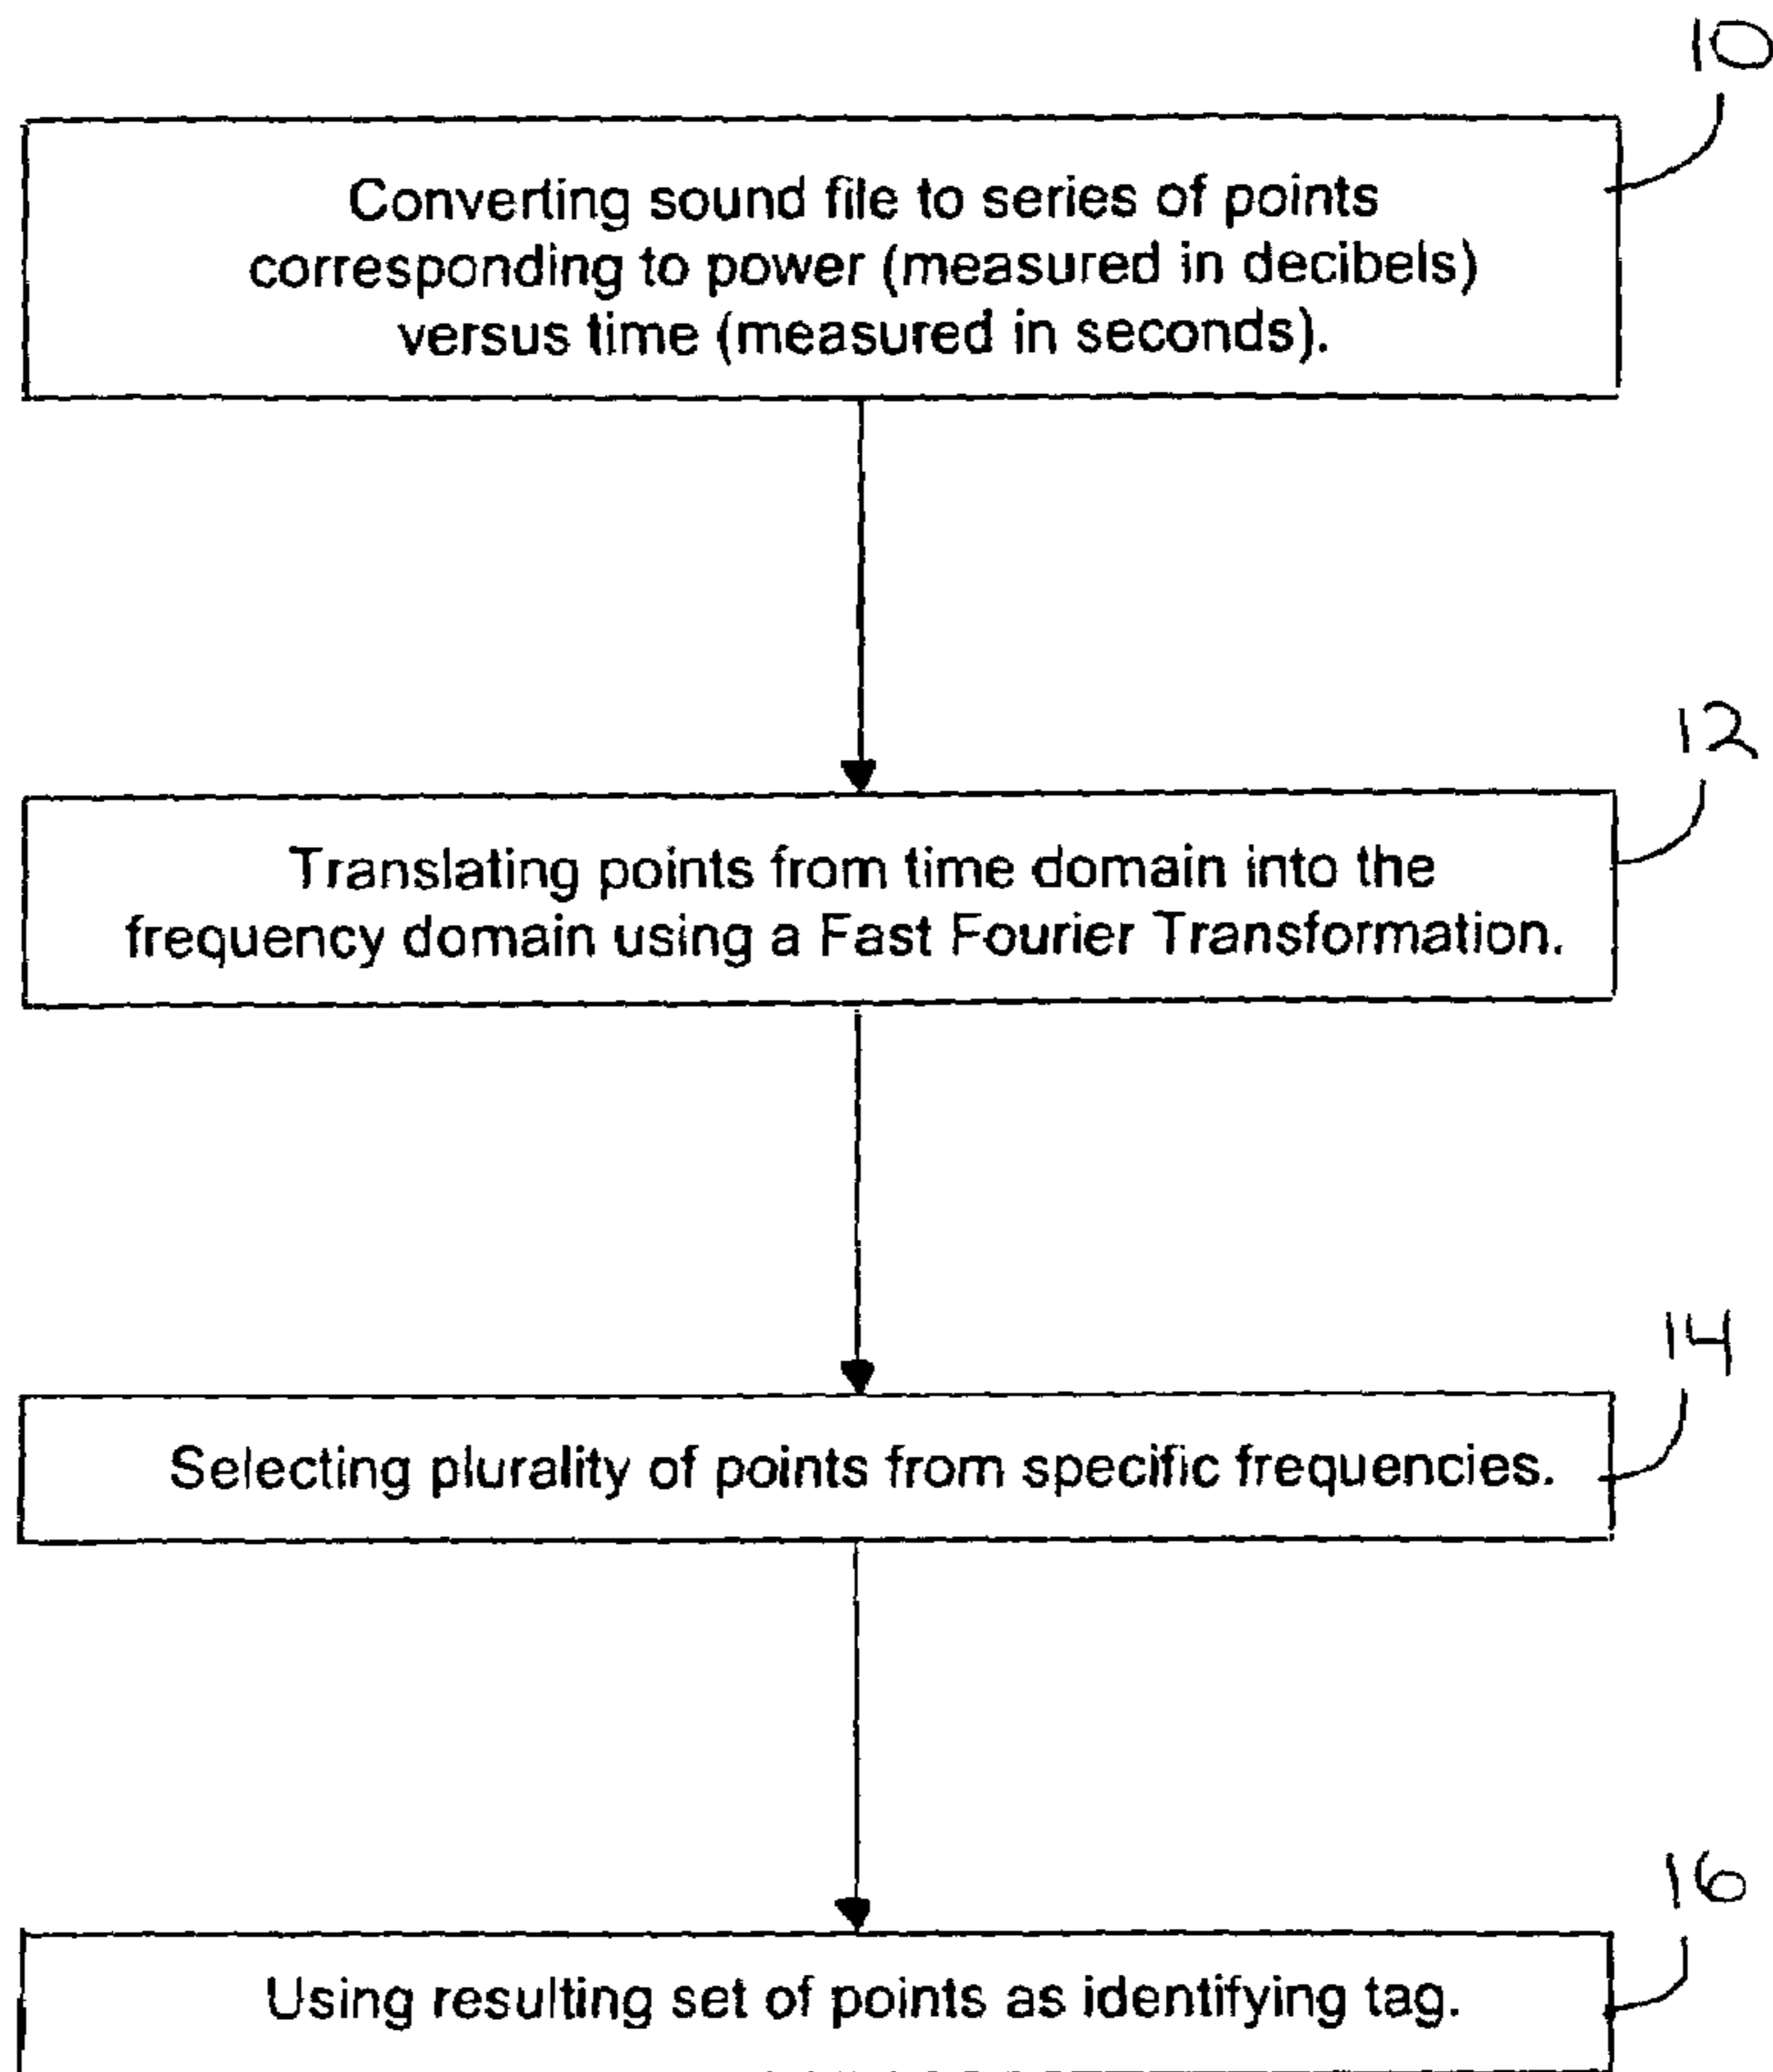 10
Converting sound file to series of points
corresponding to power (measured in decibels)
versus time (measured in seconds).
12
Translating points from time domain into the
frequency domain using a Fast Fourier Transformation.
14
Selecting plurality of points from specific frequencies.
16
Using resulting set of points as identifying tag.